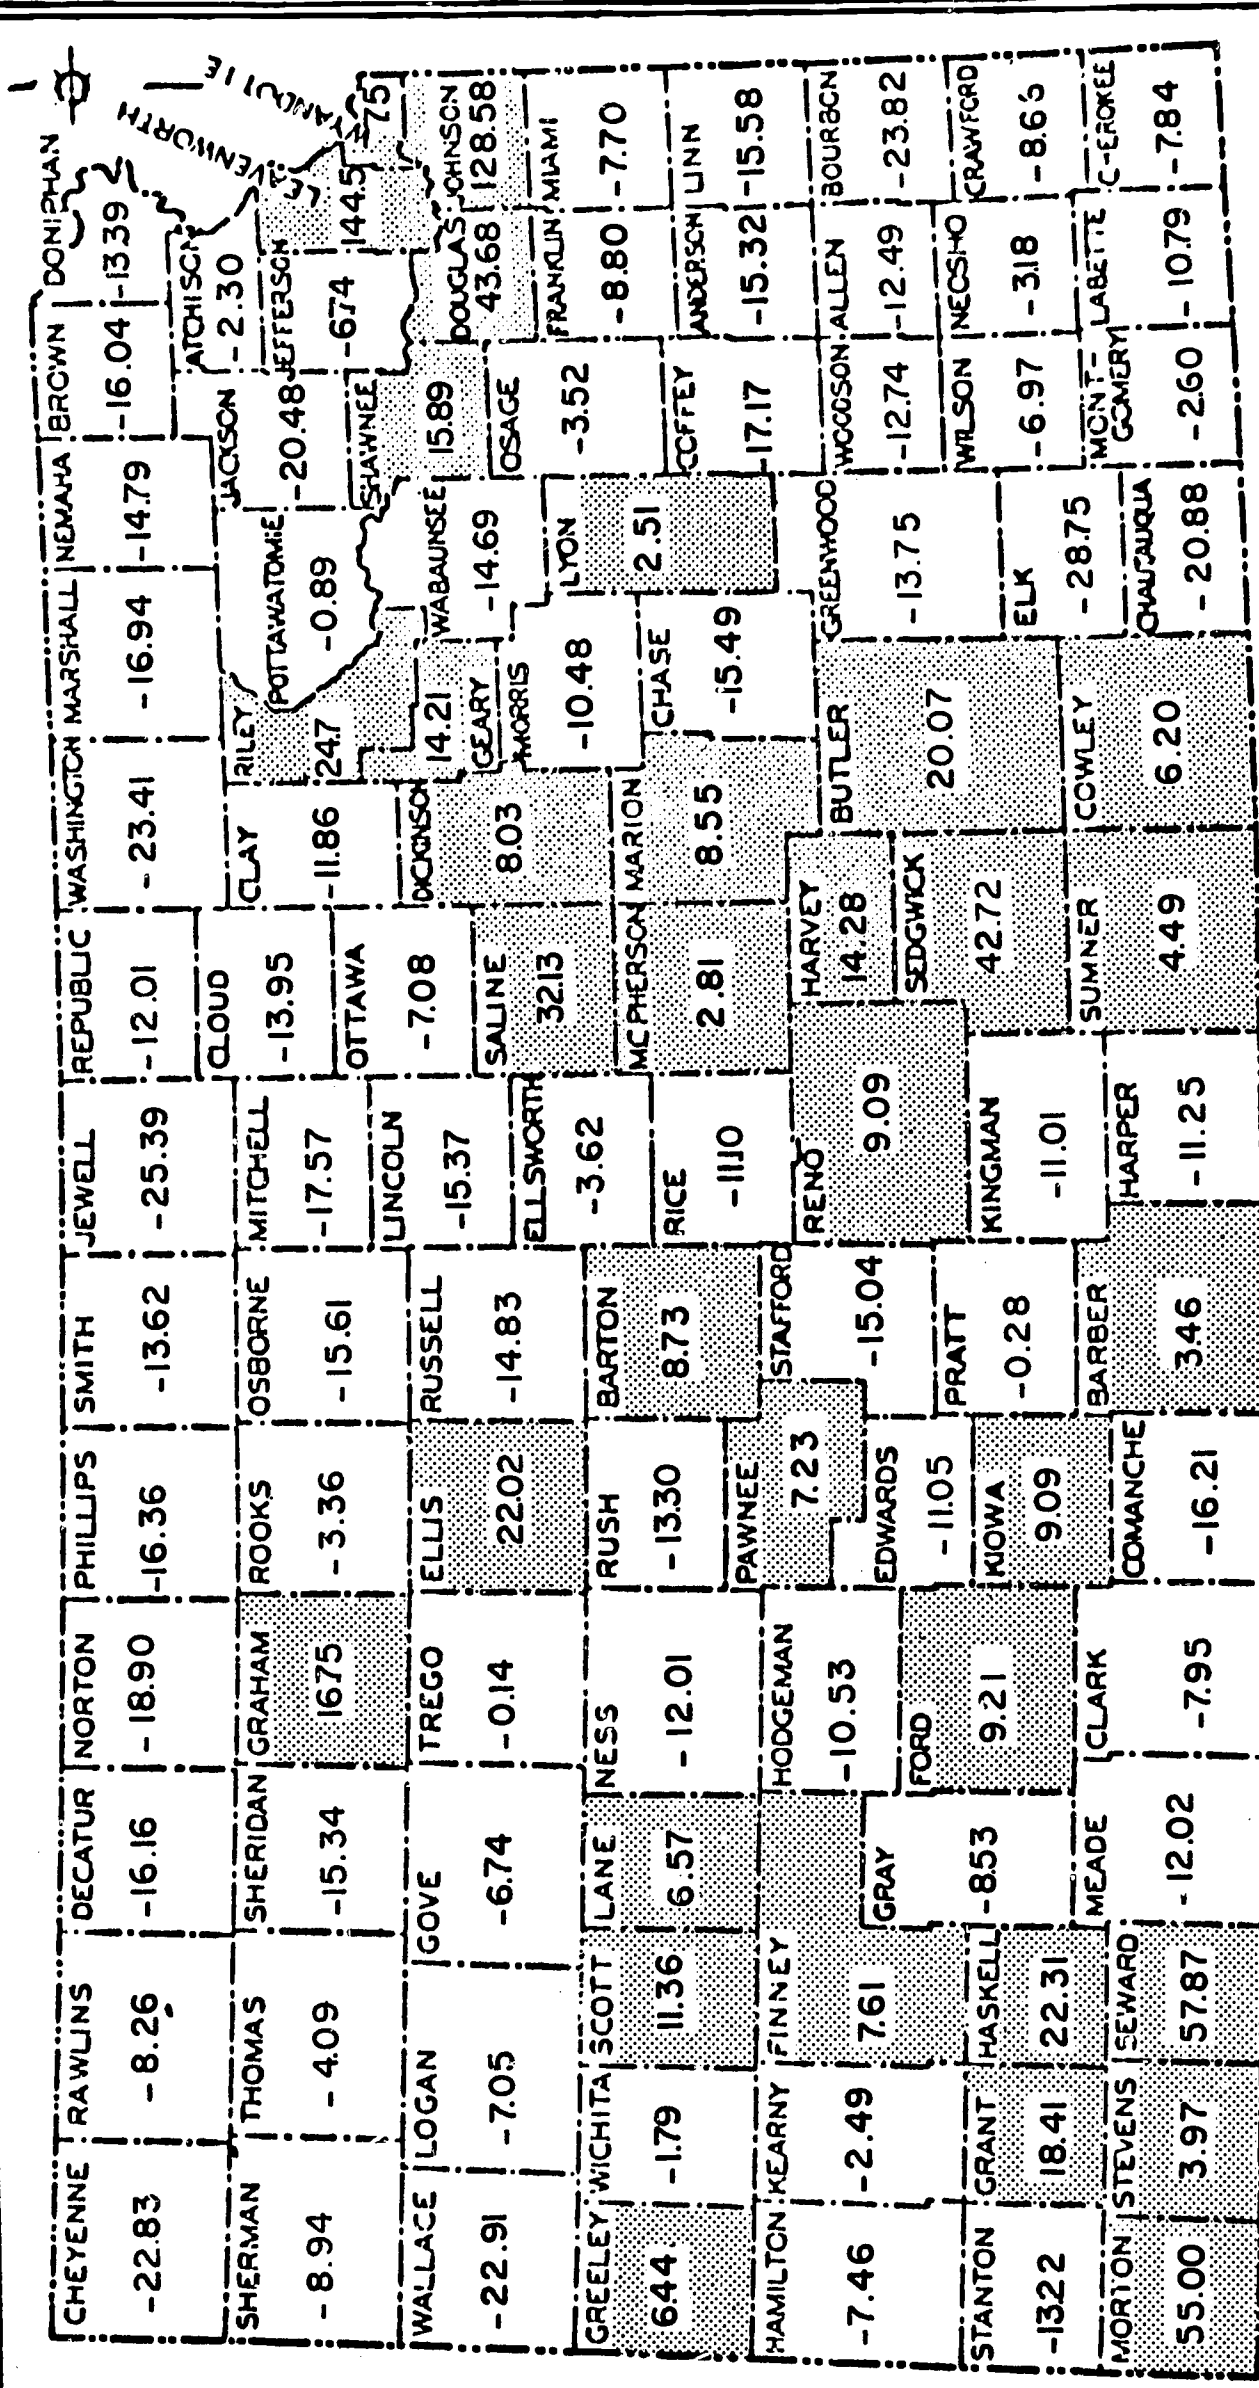 CHEYENNE
-22.83
RAWLINS
-8.26
DECATUR
-16.16
NORTON
-18.90
PHILLIPS
-16.36
SMITH
-13.62
JEWELL
-25.39
REPUBLIC
-12.01
WASHINGTON
-23.41
MARSHALL
-16.94
NEMAHA
-14.79
BROWN
-16.04
DONIPHAN
-13.39
SHERMAN
-8.94
THOMAS
-4.09
SHERIDAN
-15.34
GRAHAM
16.75
ROOKS
-3.36
OSBORNE
-15.61
MITCHELL
-17.57
CLOUD
-13.95
CLAY
-11.86
RILEY
24.7
POTTAWATOMIE
-0.89
JACKSON
-20.48
ATCHISON
-2.30
JEFFERSON
-6.74
144.5
WYANDOTTE
WALLACE
-22.91
LOGAN
-7.05
GOVE
-6.74
TREGO
-0.14
ELLIS
22.02
RUSSELL
-14.83
LINCOLN
-15.37
OTTAWA
-7.08
SALINE
32.13
DICKINSON
8.03
14.21
GEARY
WABAUNSEE
-14.69
SHAWNEE
15.89
DOUGLAS
43.68
JOHNSON
128.58
GREELEY
6.44
WICHITA
-1.79
SCOTT
11.36
LANE
6.57
NESS
-12.01
RUSH
-13.30
BARTON
8.73
ELLSWORTH
-3.62
RICE
-11.10
MCPHERSON
2.81
MARION
8.55
MORRIS
-10.48
CHASE
-15.49
LYON
2.51
OSAGE
-3.52
FRANKLIN
-8.80
MIAMI
-7.70
COFFEY
-17.17
ANDERSON
-15.32
LINN
-15.58
HAMILTON
-7.46
KEARNY
-2.49
FINNEY
7.61
GRAY
-8.53
HODGEMAN
-10.53
FORD
9.21
PAWNEE
7.23
EDWARDS
-11.05
STAFFORD
-15.04
PRATT
-0.28
RENO
9.09
KINGMAN
-11.01
HARVEY
14.28
SEDGWICK
42.72
BUTLER
20.07
GREENWOOD
-13.75
WOODSON
-12.74
ALLEN
-12.49
BOURBON
-23.82
STANTON
-13.22
GRANT
18.41
HASKELL
22.31
KIOWA
9.09
WILSON
-6.97
NEOSHO
-3.18
CRAWFORD
-8.66
ELK
-28.75
MORTON
55.00
STEVENS
3.97
SEWARD
57.87
MEADE
-12.02
CLARK
-7.95
COMANCHE
-16.21
BARBER
3.46
HARPER
-11.25
SUMNER
4.49
COWLEY
6.20
CHAUTAUQUA
-20.88
MONT-
GOMERY
-2.60
LABETTE
-10.79
C-EROKEE
-7.84